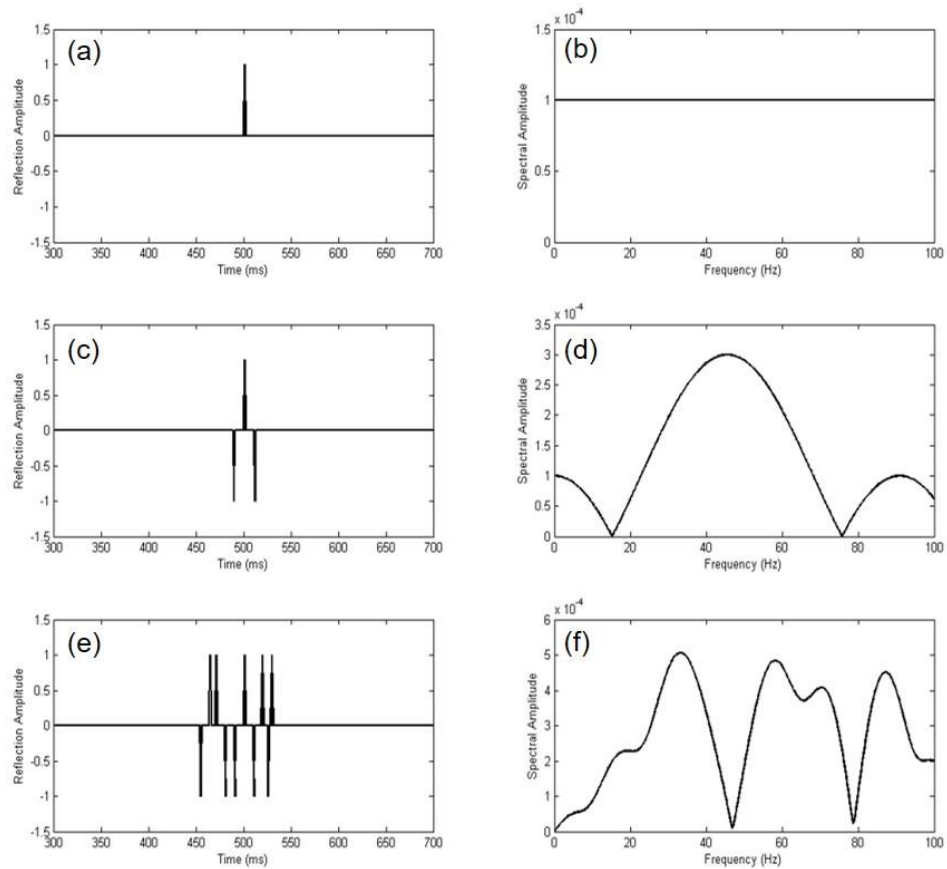 (a)
1.5
1
0.5
0
-0.5
-1
-1.5
Reflection Amplitude
300 350 400 450 500 550 600 650 700
Time (ms)
(b)
x 10⁻⁴
1.5
1
0.5
0
Spectral Amplitude
0 20 40 60 80 100
Frequency (Hz)
(c)
1.5
1
0.5
0
-0.5
-1
-1.5
Reflection Amplitude
300 350 400 450 500 550 600 650 700
Time (ms)
(d)
x 10⁻⁴
3.5
3
2.5
2
1.5
1
0.5
0
Spectral Amplitude
0 20 40 60 80 100
Frequency (Hz)
(e)
1.5
1
0.5
0
-0.5
-1
-1.5
Reflection Amplitude
300 350 400 450 500 550 600 650 700
Time (ms)
(f)
x 10⁻⁴
6
5
4
3
2
1
0
Spectral Amplitude
0 20 40 60 80 100
Frequency (Hz)